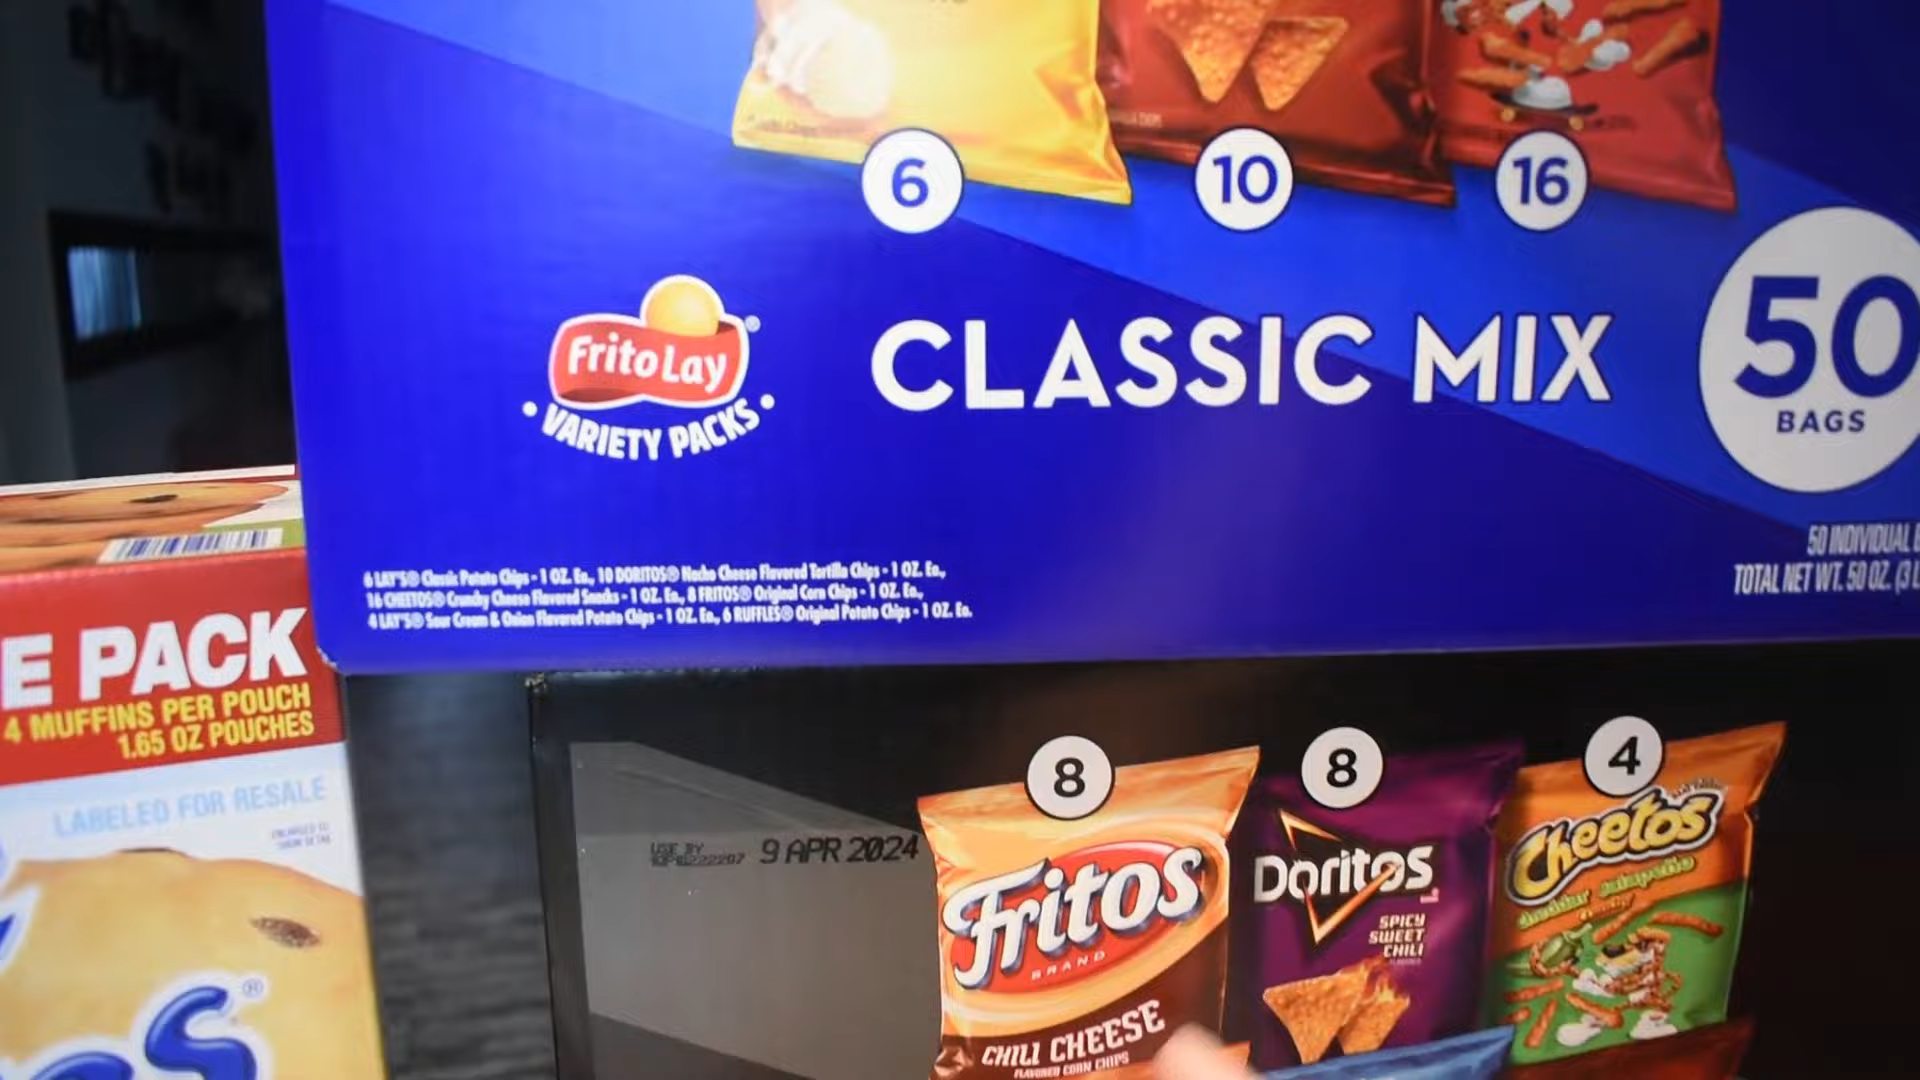 6
10
16
FritoLay®
• VARIETY PACKS •
CLASSIC MIX
50
BAGS
50 INDIVIDUAL
TOTAL NET WT. 50 OZ. (3
6 LAY'S® Classic Potato Chips - 1 OZ. Ea., 10 DORITOS® Nacho Cheese Flavored Tortilla Chips - 1 OZ. Ea.,
16 CHEETOS® Crunchy Cheese Flavored Snacks - 1 OZ. Ea., 8 FRITOS® Original Corn Chips - 1 OZ. Ea.,
4 LAY'S® Sour Cream & Onion Flavored Potato Chips - 1 OZ. Ea., 6 RUFFLES® Original Potato Chips - 1 OZ. Ea.
E PACK
4 MUFFINS PER POUCH
1.65 OZ POUCHES
LABELED FOR RESALE
USE BY
9 APR 2024
8
8
4
Fritos
BRAND
CHILI CHEESE
FLAVORED CORN CHIPS
Doritos
SPICY
SWEET
CHILI
FLAVORED
Cheetos
cheddar Jalapeño